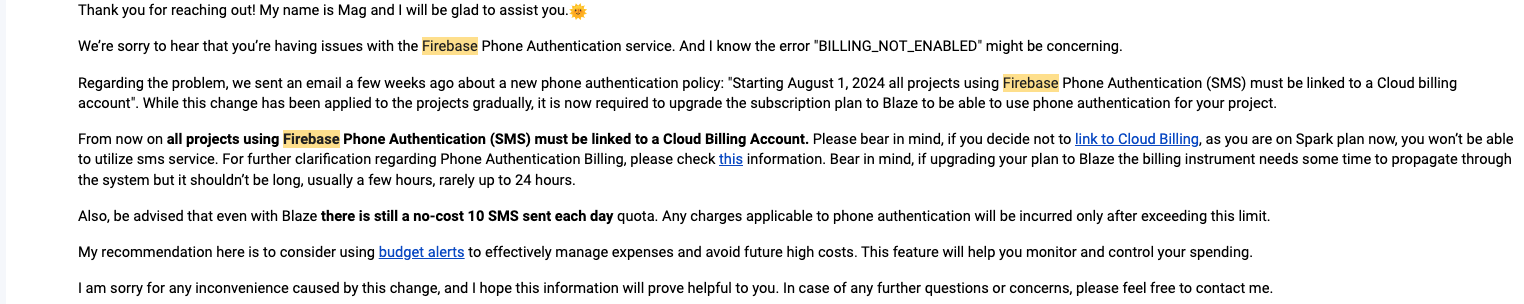 Thank you for reaching out! My name is Mag and I will be glad to assist you.🌞
We’re sorry to hear that you’re having issues with the Firebase Phone Authentication service. And I know the error "BILLING_NOT_ENABLED" might be concerning.
Regarding the problem, we sent an email a few weeks ago about a new phone authentication policy: "Starting August 1, 2024 all projects using Firebase Phone Authentication (SMS) must be linked to a Cloud billing
account". While this change has been applied to the projects gradually, it is now required to upgrade the subscription plan to Blaze to be able to use phone authentication for your project.
From now on all projects using Firebase Phone Authentication (SMS) must be linked to a Cloud Billing Account. Please bear in mind, if you decide not to link to Cloud Billing, as you are on Spark plan now, you won’t be able
to utilize sms service. For further clarification regarding Phone Authentication Billing, please check this information. Bear in mind, if upgrading your plan to Blaze the billing instrument needs some time to propagate through
the system but it shouldn’t be long, usually a few hours, rarely up to 24 hours.
Also, be advised that even with Blaze there is still a no-cost 10 SMS sent each day quota. Any charges applicable to phone authentication will be incurred only after exceeding this limit.
My recommendation here is to consider using budget alerts to effectively manage expenses and avoid future high costs. This feature will help you monitor and control your spending.
I am sorry for any inconvenience caused by this change, and I hope this information will prove helpful to you. In case of any further questions or concerns, please feel free to contact me.